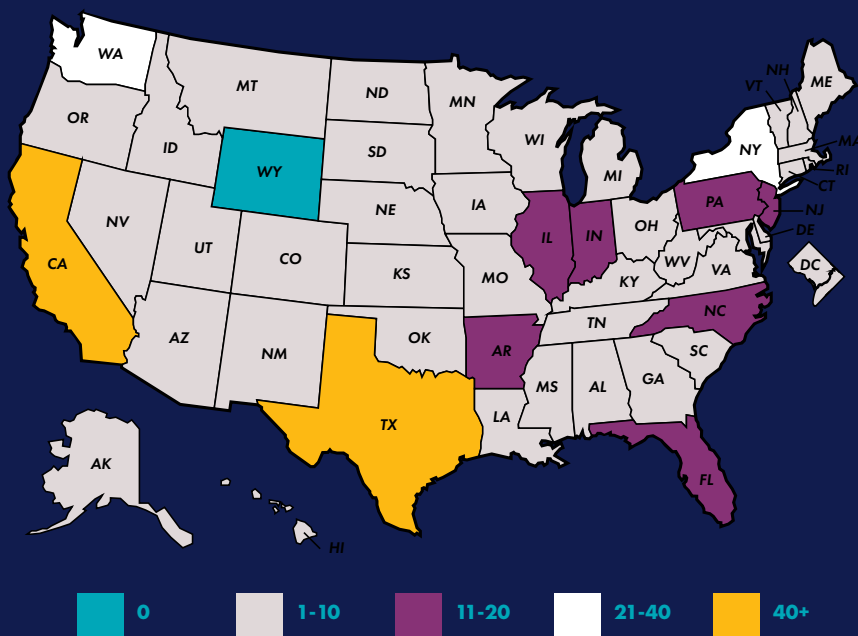 WA
MT
ND
MN
NH
VT
ME
OR
ID
WI
MA
WY
SD
NY
RI
MI
CT
NE
IA
PA
NJ
NV
OH
DE
UT
IL
IN
CO
WV
CA
KS
MO
VA
DC
KY
NC
AZ
OK
TN
NM
AR
SC
MS
AL
GA
LA
TX
AK
FL
HI
0
1-10
11-20
21-40
40+